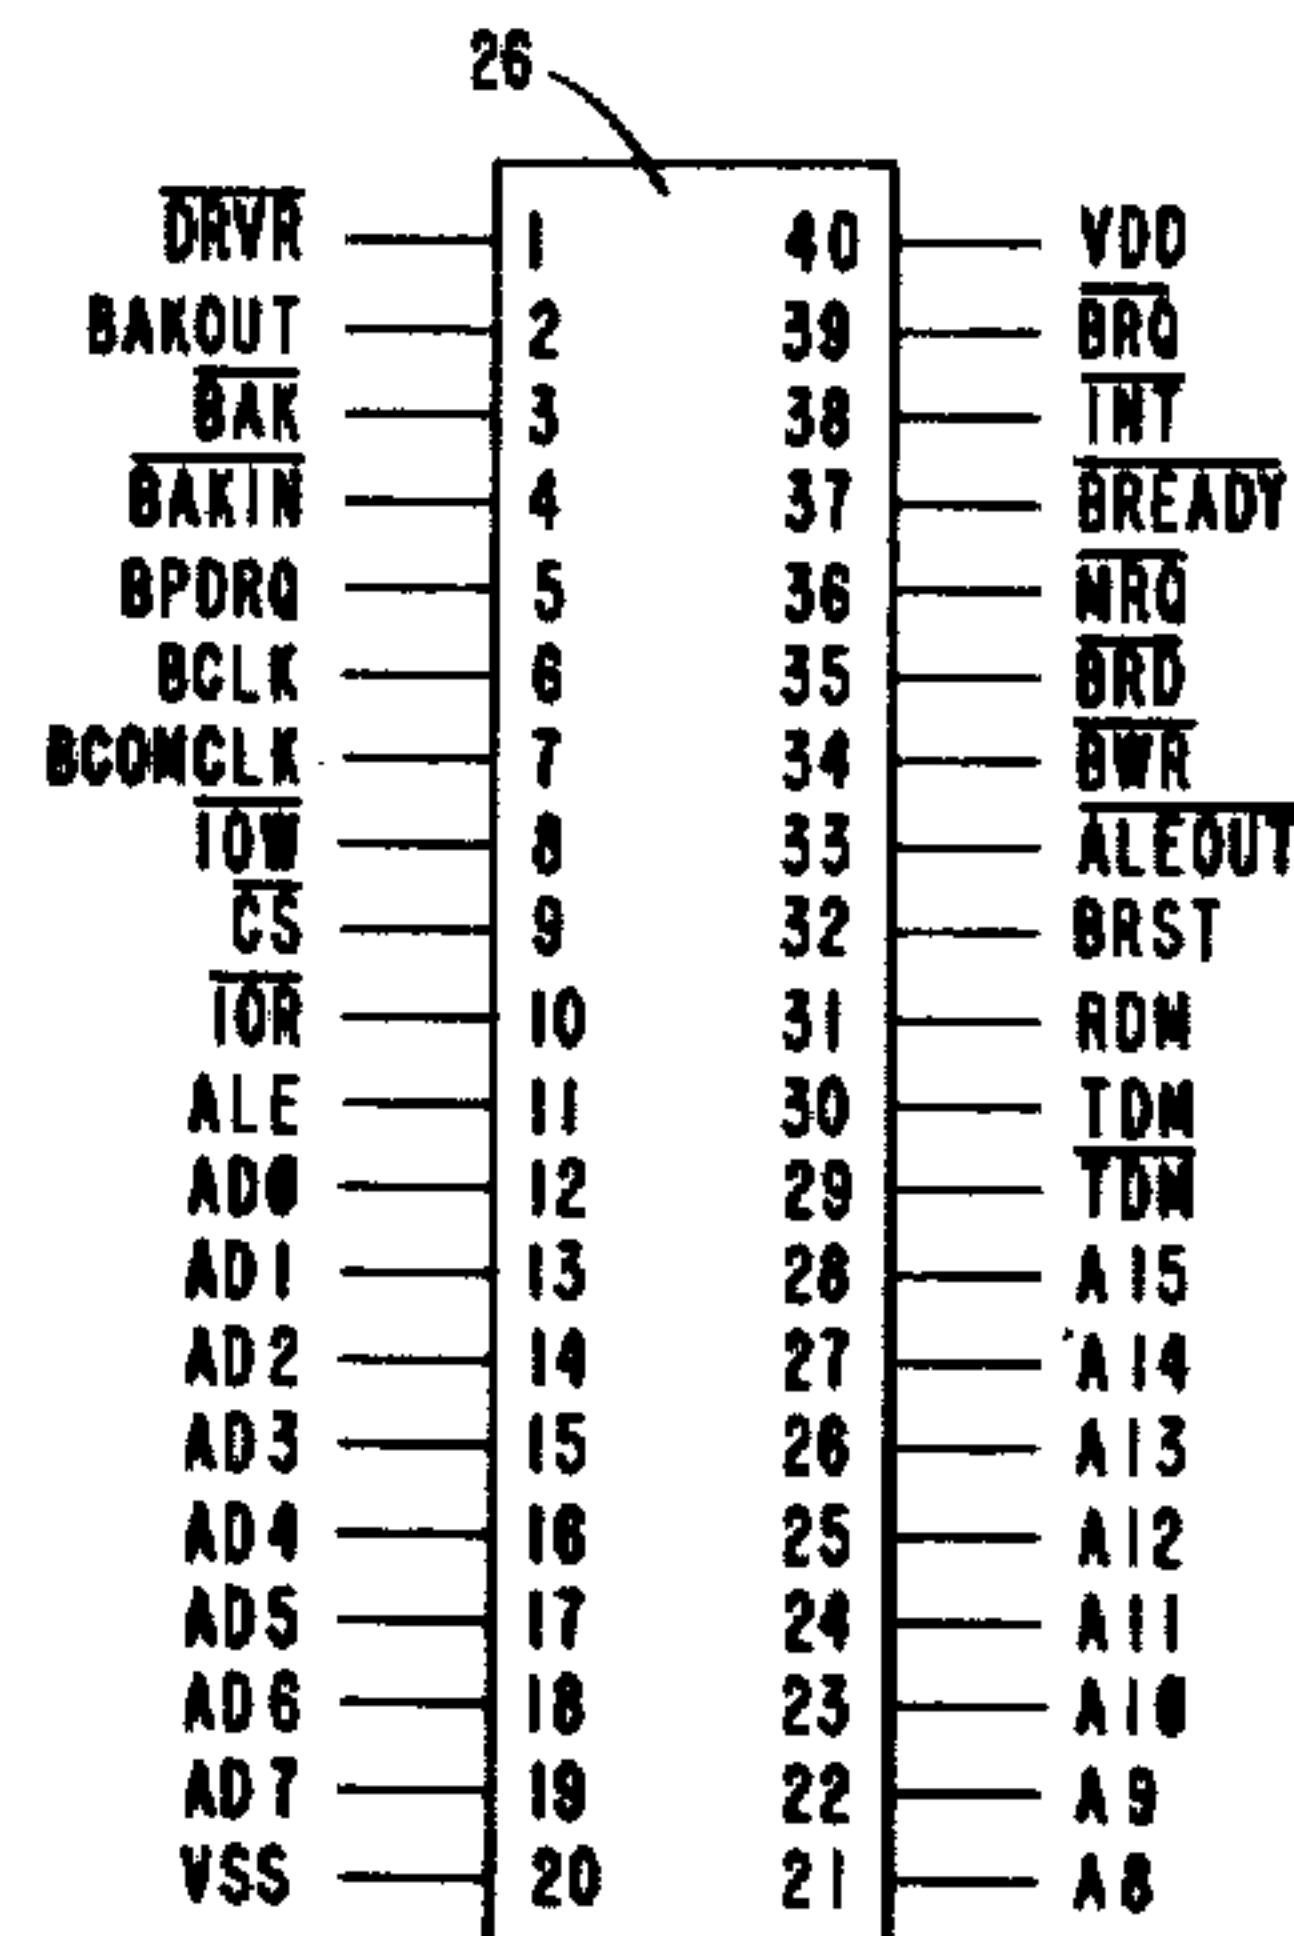 26
DRVR 1 40 VDD
BAKOUT 2 39 BRQ
BAK 3 38 INT
BAKIN 4 37 BREADY
BPDRQ 5 36 MRQ
BCLK 6 35 BRD
BCOMCLK 7 34 BWR
IOW 8 33 ALEOUT
CS 9 32 BRST
IOR 10 31 RDM
ALE 11 30 TDM
AD0 12 29 TDM
AD1 13 28 A15
AD2 14 27 A14
AD3 15 26 A13
AD4 16 25 A12
AD5 17 24 A11
AD6 18 23 A10
AD7 19 22 A9
VSS 20 21 A8